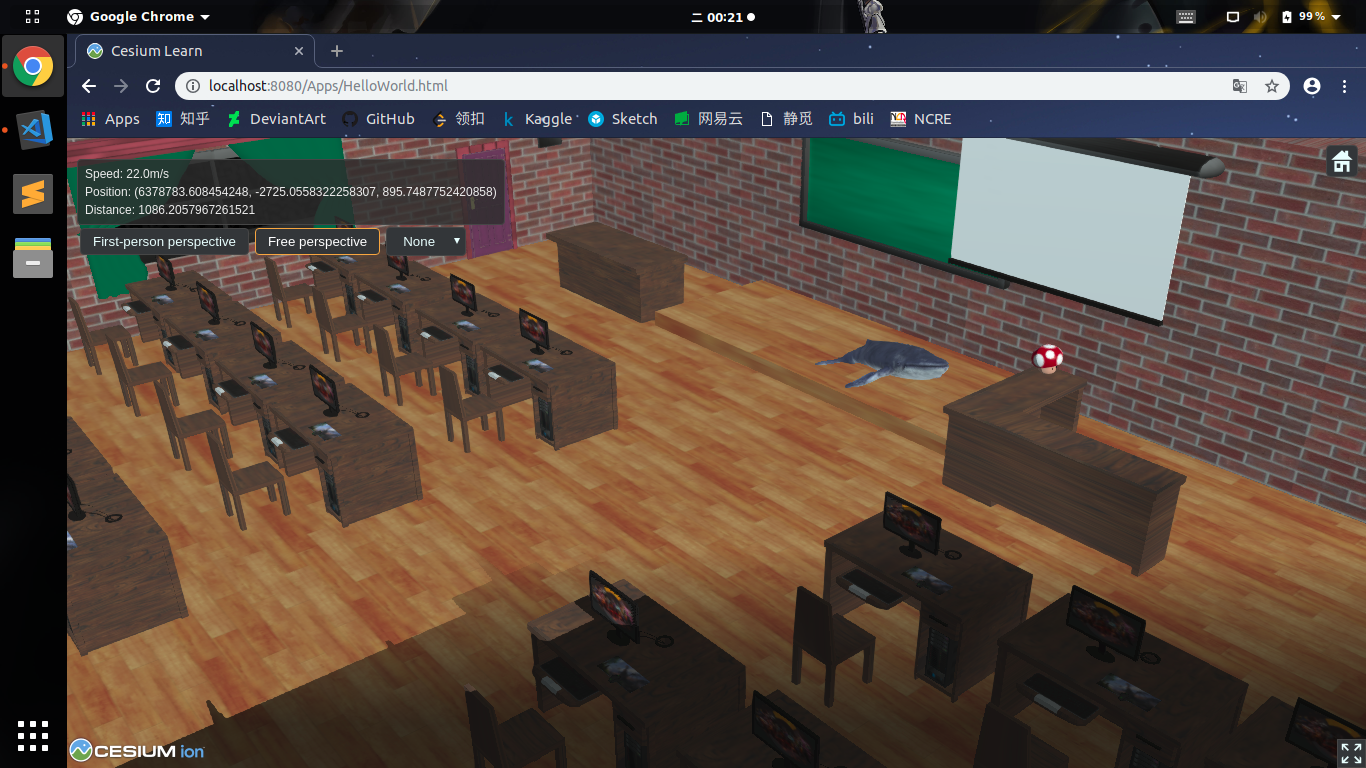 Google Chrome
二 00:21
99 %
Cesium Learn
localhost:8080/Apps/HelloWorld.html
Apps
知 知乎
DeviantArt
GitHub
领扣
k Kaggle
Sketch
网易云
静觅
bili
NCRE
Speed: 22.0m/s
Position: (6378783.608454248, -2725.0558322258307, 895.7487752420858)
Distance: 1086.2057967261521
First-person perspective
Free perspective
None
CESIUM ion